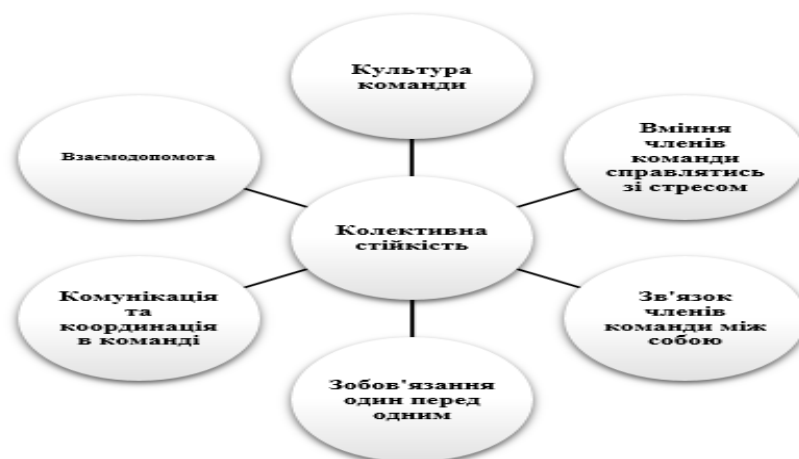 Культура
команди
Вміння
членів
команди
справлятись
зі стресом
Взаємодопомога
Колективна
стійкість
Комунікація
та
координація
в команді
Зв'язок
членів
команди між
собою
Зобов'язання
один перед
одним